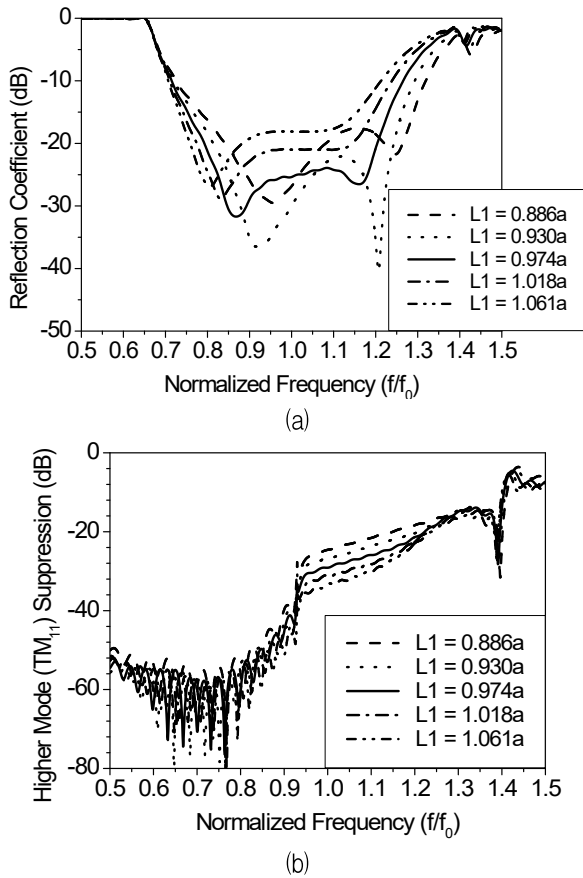 0
-10
-20
-30
-40
-50
Reflection Coefficient (dB)
L1 = 0.886a
L1 = 0.930a
L1 = 0.974a
L1 = 1.018a
L1 = 1.061a
0.5 0.6 0.7 0.8 0.9 1.0 1.1 1.2 1.3 1.4 1.5
Normalized Frequency (f/f0)
(a)
0
-20
-40
-60
-80
Higher Mode (TM11) Suppression (dB)
L1 = 0.886a
L1 = 0.930a
L1 = 0.974a
L1 = 1.018a
L1 = 1.061a
0.5 0.6 0.7 0.8 0.9 1.0 1.1 1.2 1.3 1.4 1.5
Normalized Frequency (f/f0)
(b)